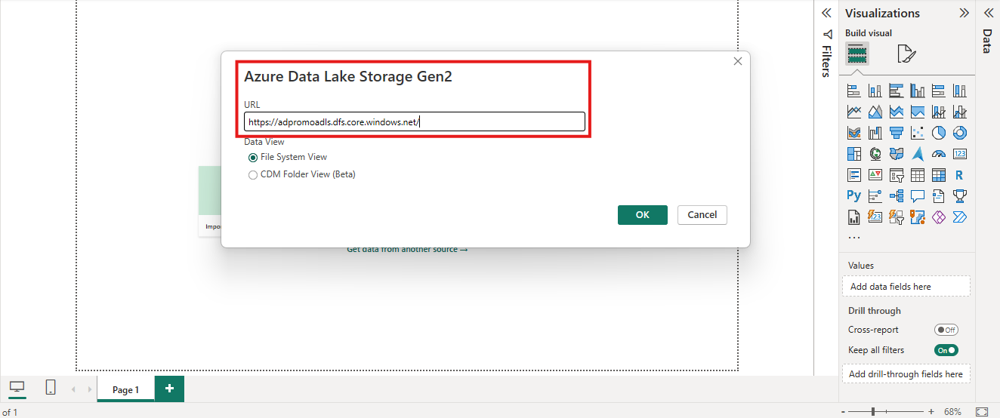 Azure Data Lake Storage Gen2
URL
https://adpromoadls.dfs.core.windows.net/
Data View
File System View
CDM Folder View (Beta)
OK
Cancel
Impor
Get data from another source →
Filters
Visualizations
Build visual
123
R
Py
123
...
Values
Add data fields here
Drill through
Cross-report
Off
Keep all filters
On
Add drill-through fields here
Data
Page 1
+
of 1
- + 68%